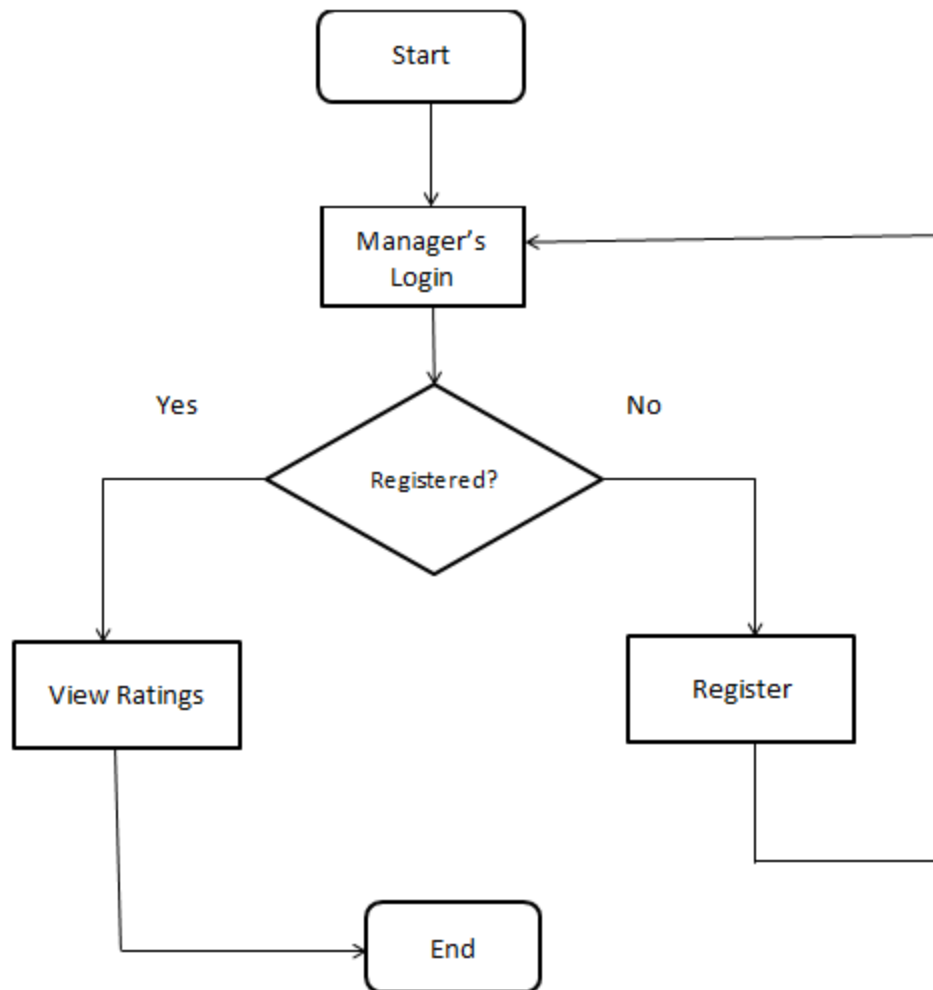 Start
Manager’s
Login
Yes
No
Registered?
View Ratings
Register
End